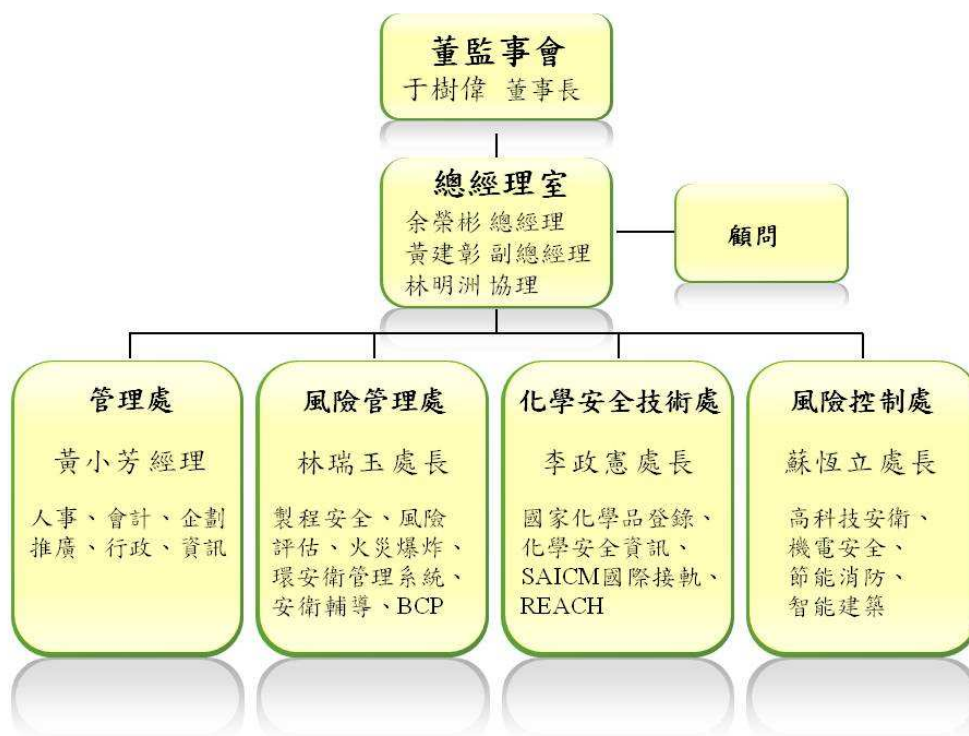 董監事會
于樹偉 董事長
總經理室
余榮彬 總經理
黃建彰 副總經理
林明洲 協理
顧問
管理處
黃小芳 經理
人事、會計、企劃
推廣、行政、資訊
風險管理處
林瑞玉 處長
製程安全、風險
評估、火災爆炸、
環安衛管理系統、
安衛輔導、BCP
化學安全技術處
李政憲 處長
國家化學品登錄、
化學安全資訊、
SAICM國際接軌、
REACH
風險控制處
蘇恆立 處長
高科技安衛、
機電安全、
節能消防、
智能建築